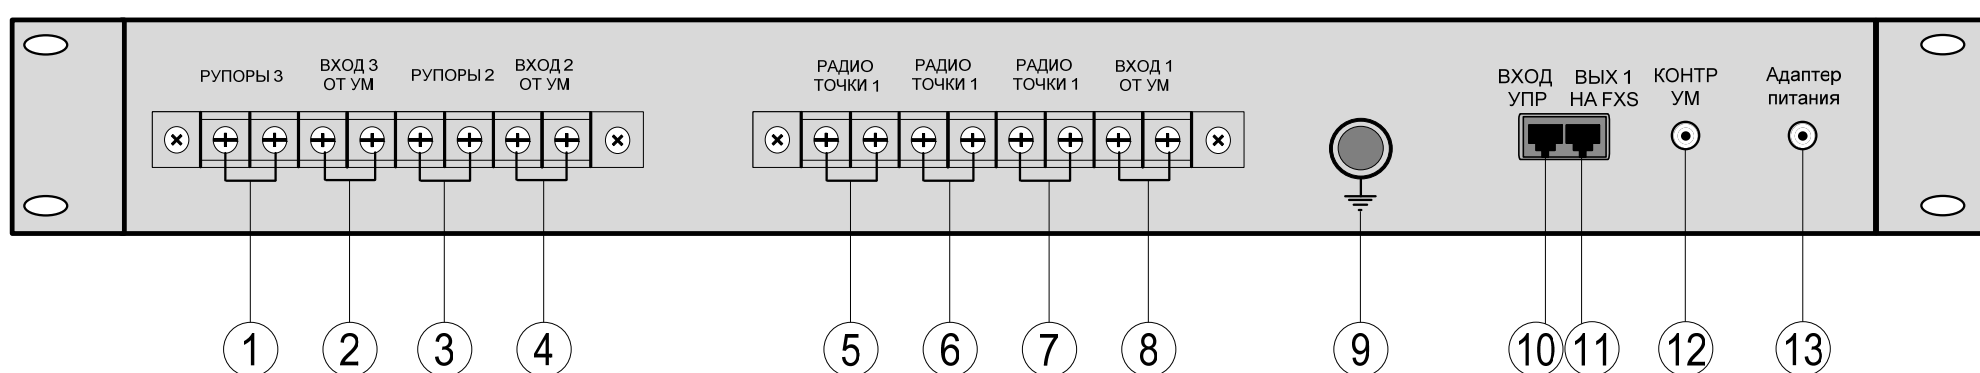 РУПОРЫ 3
ВХОД 3
ОТ УМ
РУПОРЫ 2
ВХОД 2
ОТ УМ
РАДИО
ТОЧКИ 1
РАДИО
ТОЧКИ 1
РАДИО
ТОЧКИ 1
ВХОД 1
ОТ УМ
ВХОД
УПР
ВЫХ 1
НА FXS
КОНТР
УМ
Адаптер
питания
1
2
3
4
5
6
7
8
9
10
11
12
13